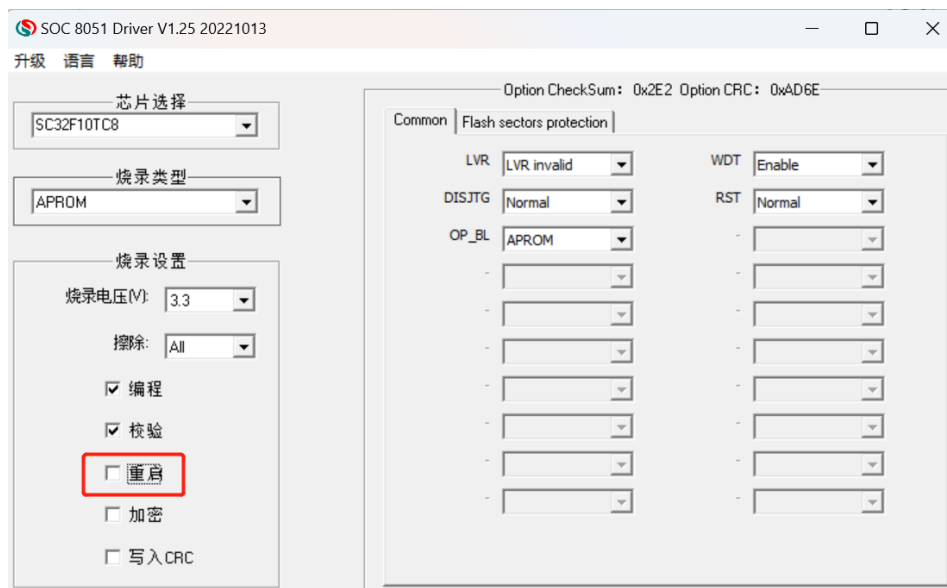 SOC 8051 Driver V1.25 20221013
升级 语言 帮助
芯片选择
SC32F10TC8
烧录类型
APROM
烧录设置
烧录电压(V): 3.3
擦除: All
编程
校验
重启
加密
写入CRC
Option CheckSum: 0x2E2 Option CRC: 0xAD6E
Common Flash sectors protection
LVR LVR invalid WDT Enable
DISJTG Normal RST Normal
OP_BL APROM -
- -
- -
- -
- -
- -
- -
- -